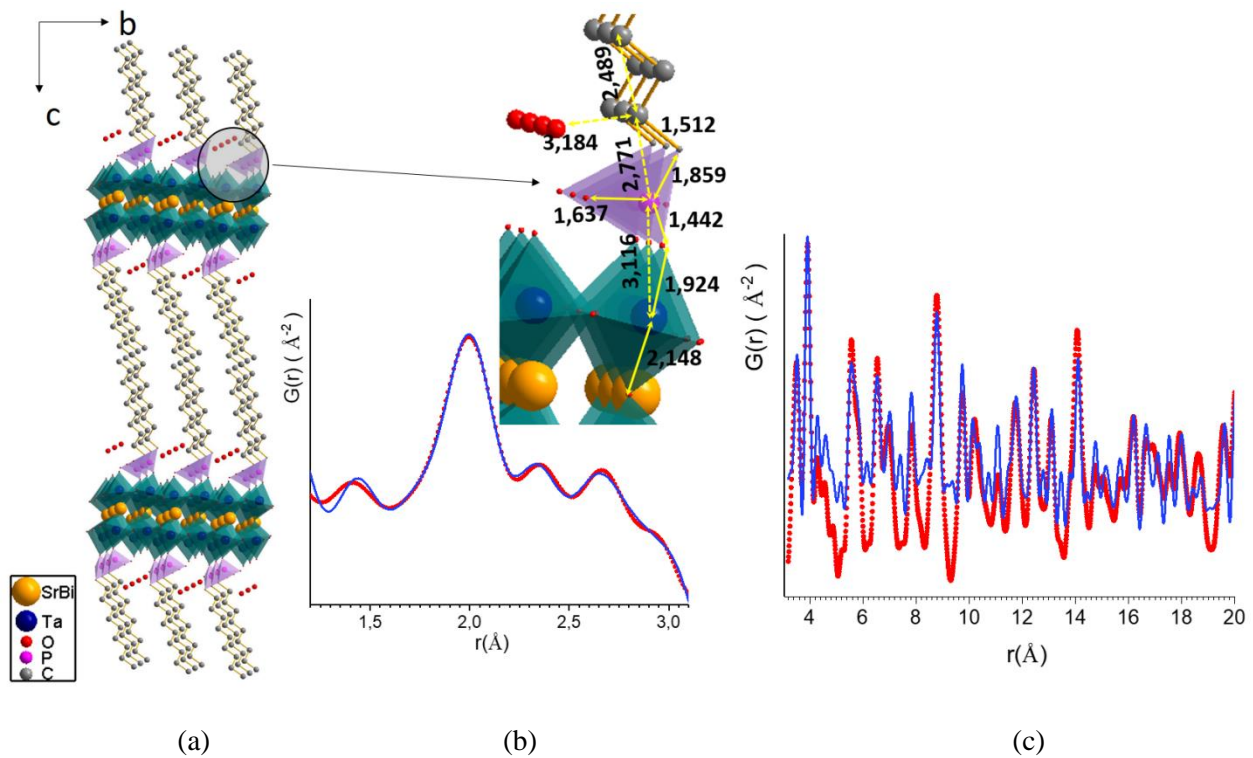 b
c
SrBi
Ta
O
P
C
2,489
3,184
1,512
2,771
1,859
1,637
1,442
3,116
1,924
2,148
G(r) ( Å-2)
1,5 2,0 2,5 3,0
r(Å)
G(r) ( Å-2)
4 6 8 10 12 14 16 18 20
r(Å)
(a) (b) (c)